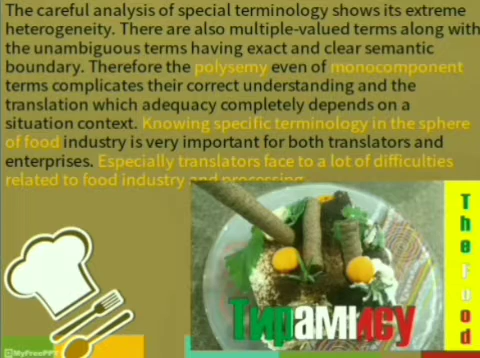 The careful analysis of special terminology shows its extreme
heterogeneity. There are also multiple-valued terms along with
the unambiguous terms having exact and clear semantic
boundary. Therefore the polysemy even of monocomponent
terms complicates their correct understanding and the
translation which adequacy completely depends on a
situation context. Knowing specific terminology in the sphere
of food industry is very important for both translators and
enterprises. Especially translators face to a lot of difficulties
related to food industry and processing.
The Food
Тирамису
MyFreePPT